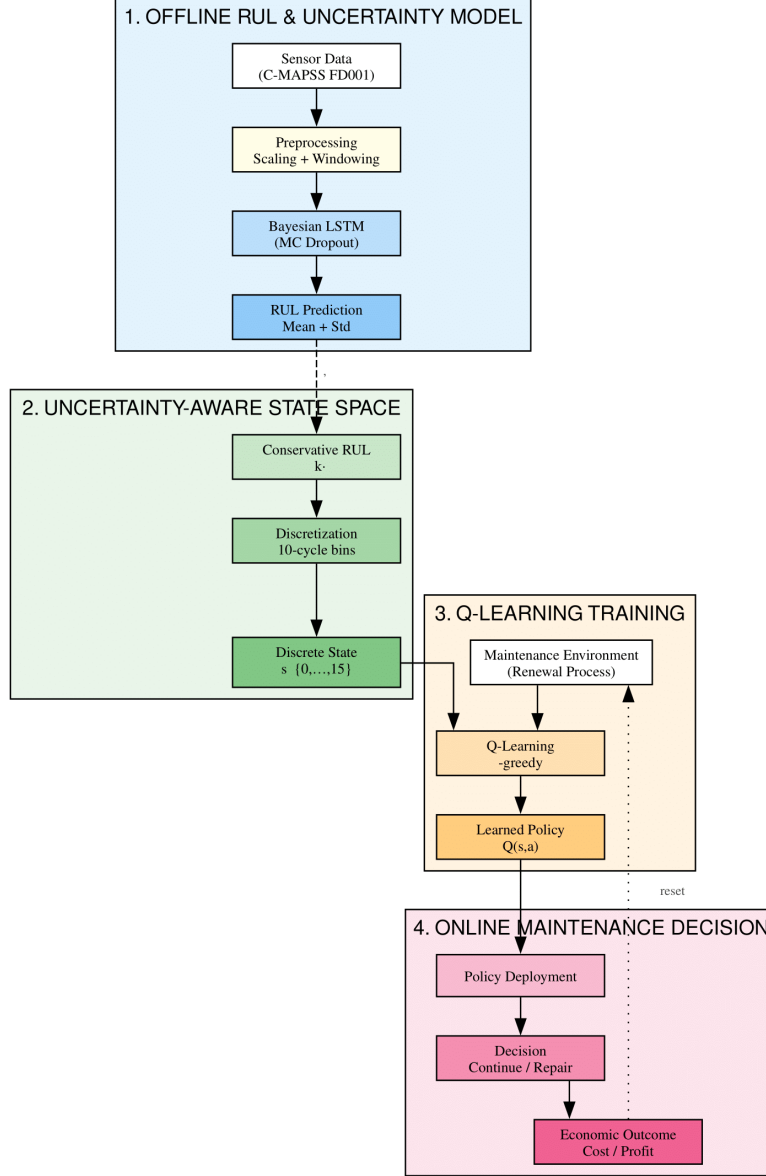 1. OFFLINE RUL & UNCERTAINTY MODEL
Sensor Data
(C-MAPSS FD001)
Preprocessing
Scaling + Windowing
Bayesian LSTM
(MC Dropout)
RUL Prediction
Mean + Std
,
2. UNCERTAINTY-AWARE STATE SPACE
Conservative RUL
k·
Discretization
10-cycle bins
Discrete State
s {0,...,15}
3. Q-LEARNING TRAINING
Maintenance Environment
(Renewal Process)
Q-Learning
-greedy
Learned Policy
Q(s,a)
reset
4. ONLINE MAINTENANCE DECISION
Policy Deployment
Decision
Continue / Repair
Economic Outcome
Cost / Profit